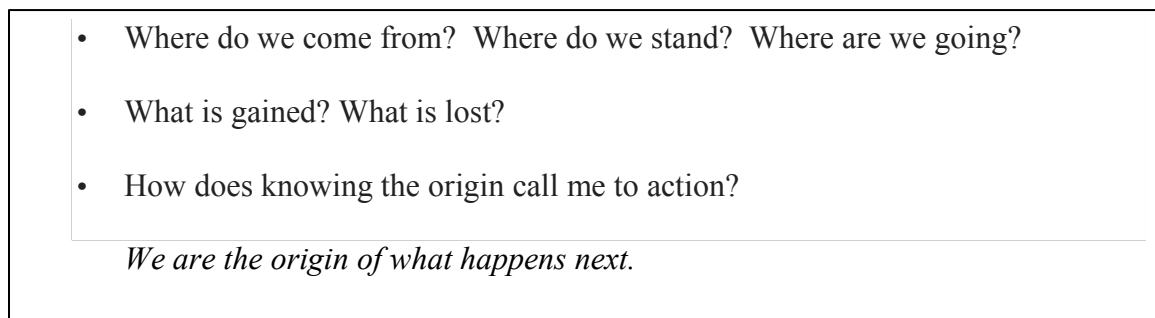 • Where do we come from?  Where do we stand?  Where are we going?
• What is gained? What is lost?
• How does knowing the origin call me to action?
We are the origin of what happens next.